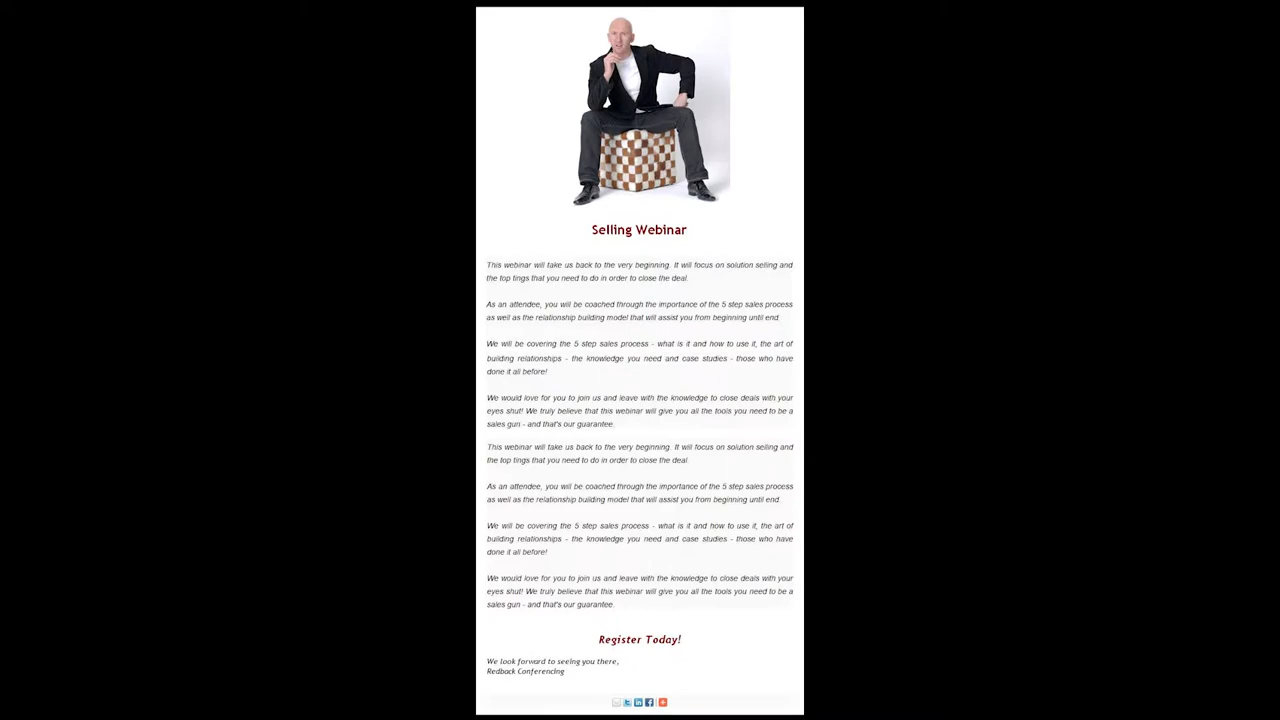 Selling Webinar
This webinar will take us back to the very beginning. It will focus on solution selling and
the top tings that you need to do in order to close the deal.
As an attendee, you will be coached through the importance of the 5 step sales process
as well as the relationship building model that will assist you from beginning until end.
We will be covering the 5 step sales process - what is it and how to use it, the art of
building relationships - the knowledge you need and case studies - those who have
done it all before!
We would love for you to join us and leave with the knowledge to close deals with your
eyes shut! We truly believe that this webinar will give you all the tools you need to be a
sales gun - and that's our guarantee.
This webinar will take us back to the very beginning. It will focus on solution selling and
the top tings that you need to do in order to close the deal.
As an attendee, you will be coached through the importance of the 5 step sales process
as well as the relationship building model that will assist you from beginning until end.
We will be covering the 5 step sales process - what is it and how to use it, the art of
building relationships - the knowledge you need and case studies - those who have
done it all before!
We would love for you to join us and leave with the knowledge to close deals with your
eyes shut! We truly believe that this webinar will give you all the tools you need to be a
sales gun - and that's our guarantee.
Register Today!
We look forward to seeing you there,
Redback Conferencing